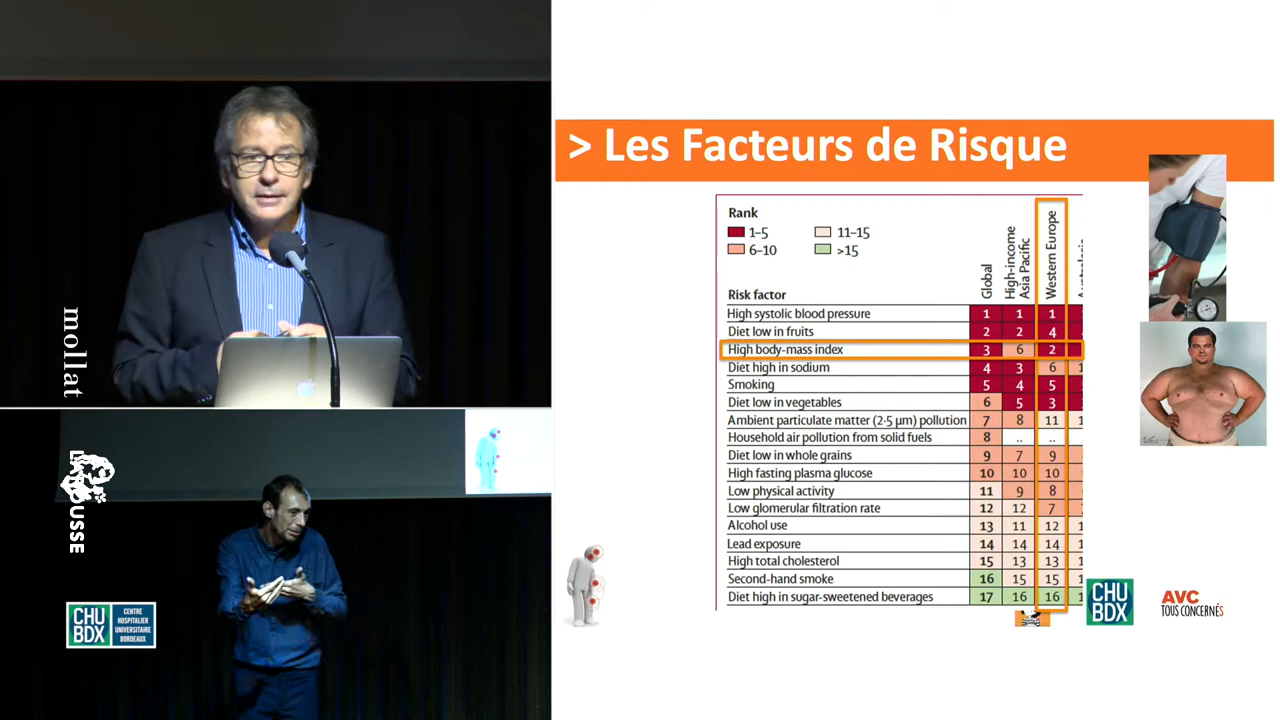 mollat
LAROUSSE
CHU
BDX
CENTRE
HOSPITALIER
UNIVERSITAIRE
BORDEAUX
> Les Facteurs de Risque
Rank
1–5
6–10
11–15
>15
Risk factor Global High-income Asia Pacific Western Europe
High systolic blood pressure 1 1 1
Diet low in fruits 2 2 4
High body-mass index 3 6 2
Diet high in sodium 4 3 6
Smoking 5 4 5
Diet low in vegetables 6 5 3
Ambient particulate matter (2·5 µm) pollution 7 8 11
Household air pollution from solid fuels 8 .. ..
Diet low in whole grains 9 7 9
High fasting plasma glucose 10 10 10
Low physical activity 11 9 8
Low glomerular filtration rate 12 12 7
Alcohol use 13 11 12
Lead exposure 14 14 14
High total cholesterol 15 13 13
Second-hand smoke 16 15 15
Diet high in sugar-sweetened beverages 17 16 16
CHU
BDX
AVC
TOUS CONCERNÉS